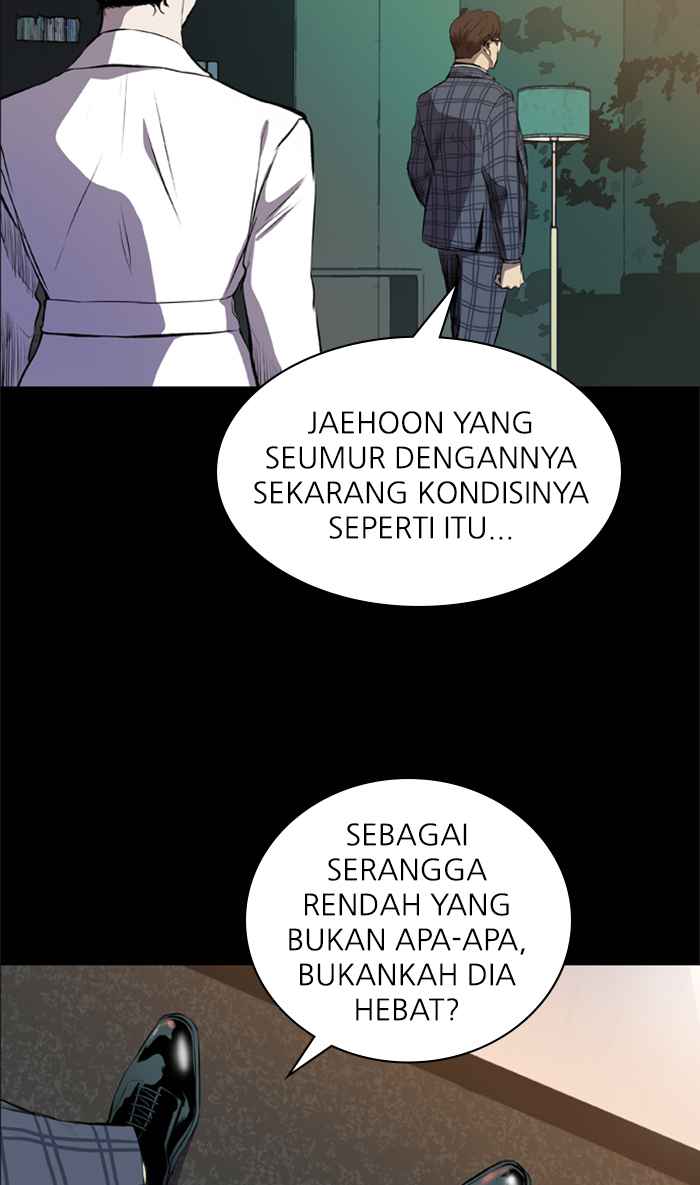 JAEHOON YANG
SEUMUR DENGANNYA
SEKARANG KONDISINYA
SEPERTI ITU...
SEBAGAI
SERANGGA
RENDAH YANG
BUKAN APA-APA,
BUKANKAH DIA
HEBAT?